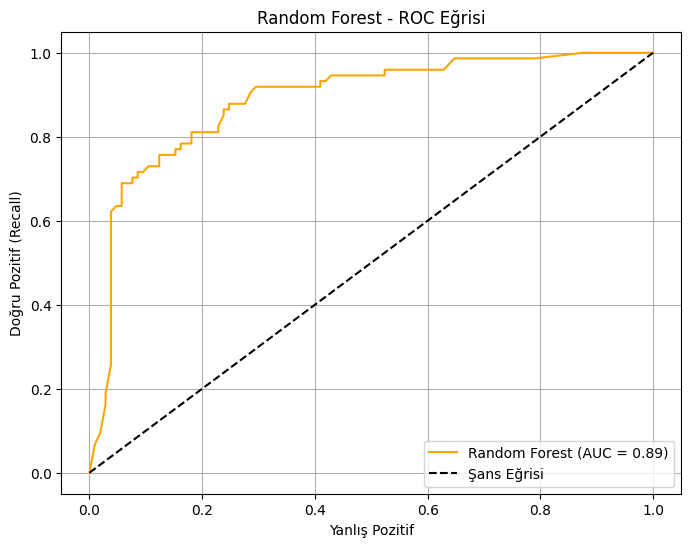 Random Forest - ROC Eğrisi
Doğru Pozitif (Recall)
1.0
0.8
0.6
0.4
0.2
0.0
0.0 0.2 0.4 0.6 0.8 1.0
Yanlış Pozitif
Random Forest (AUC = 0.89)
Şans Eğrisi